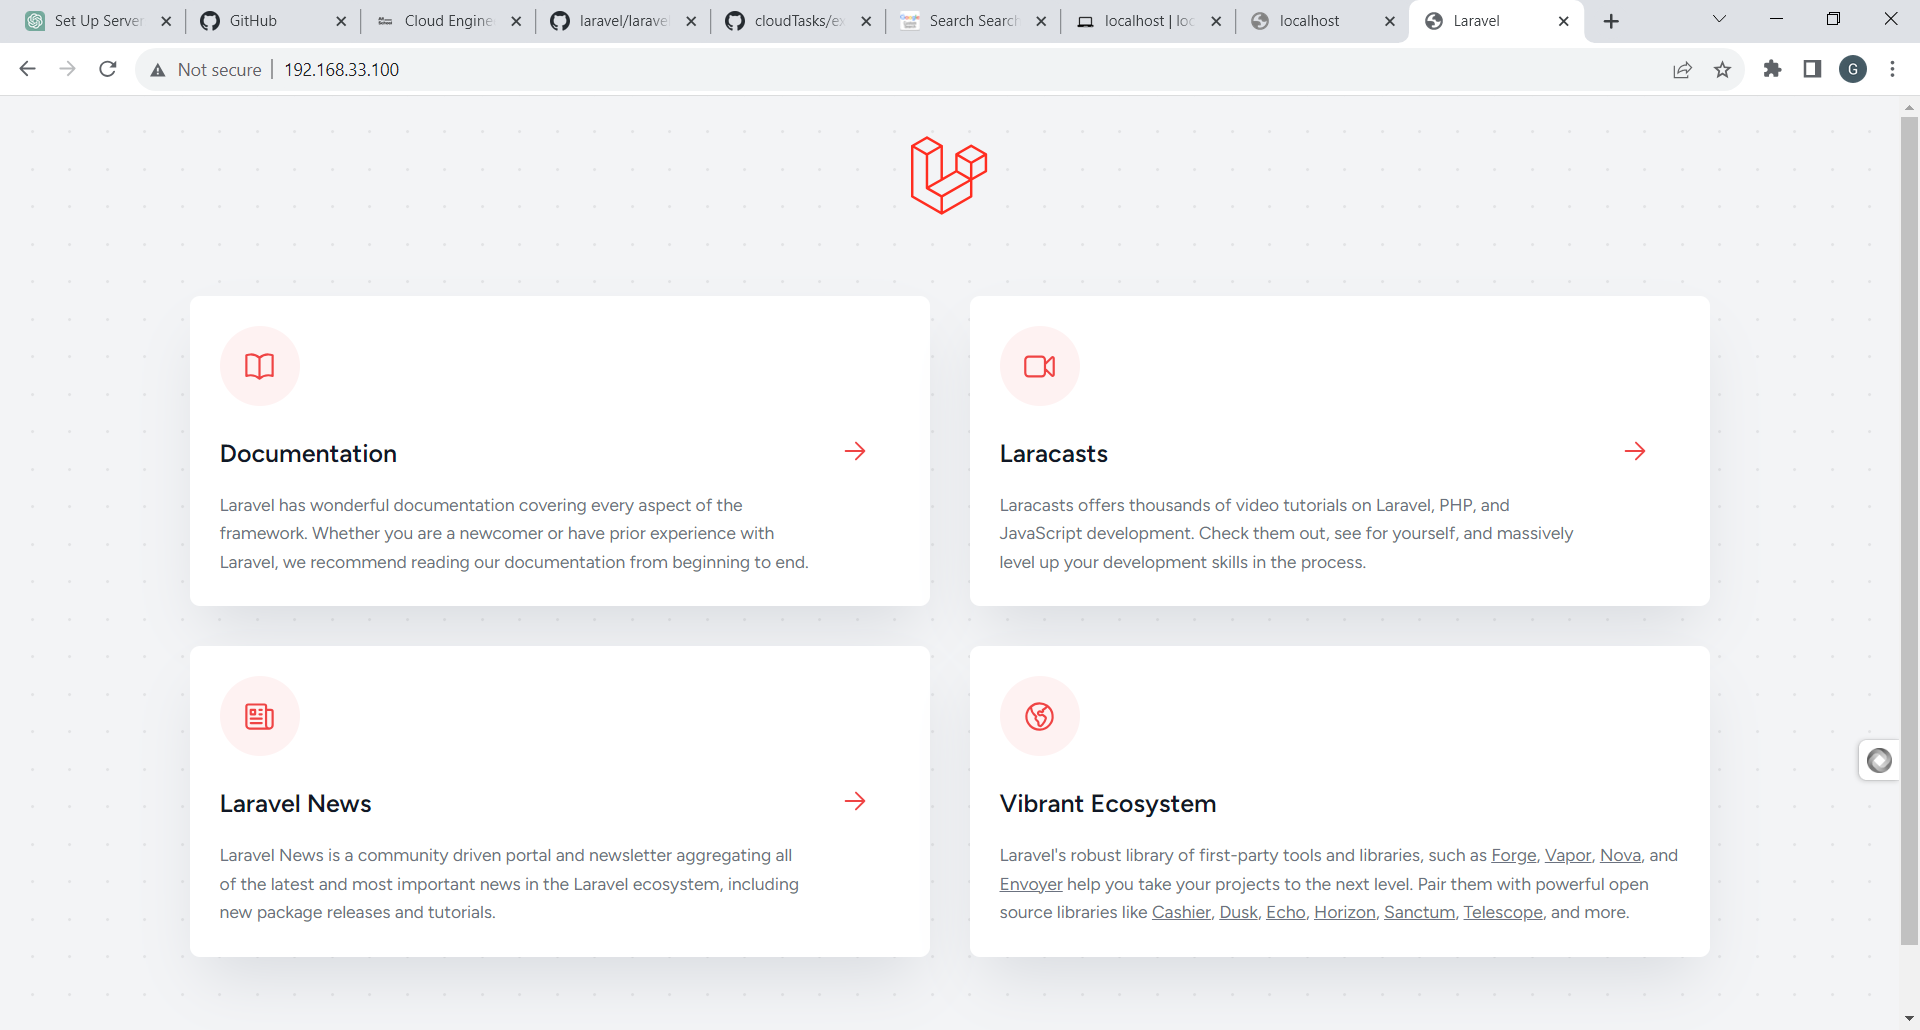 Set Up Server
GitHub
Cloud Engine
laravel/larave
cloudTasks/ex
Search Search
localhost | loc
localhost
Laravel
Not secure
192.168.33.100
G
Documentation
Laravel has wonderful documentation covering every aspect of the
framework. Whether you are a newcomer or have prior experience with
Laravel, we recommend reading our documentation from beginning to end.
Laracasts
Laracasts offers thousands of video tutorials on Laravel, PHP, and
JavaScript development. Check them out, see for yourself, and massively
level up your development skills in the process.
Laravel News
Laravel News is a community driven portal and newsletter aggregating all
of the latest and most important news in the Laravel ecosystem, including
new package releases and tutorials.
Vibrant Ecosystem
Laravel's robust library of first-party tools and libraries, such as Forge, Vapor, Nova, and
Envoyer help you take your projects to the next level. Pair them with powerful open
source libraries like Cashier, Dusk, Echo, Horizon, Sanctum, Telescope, and more.